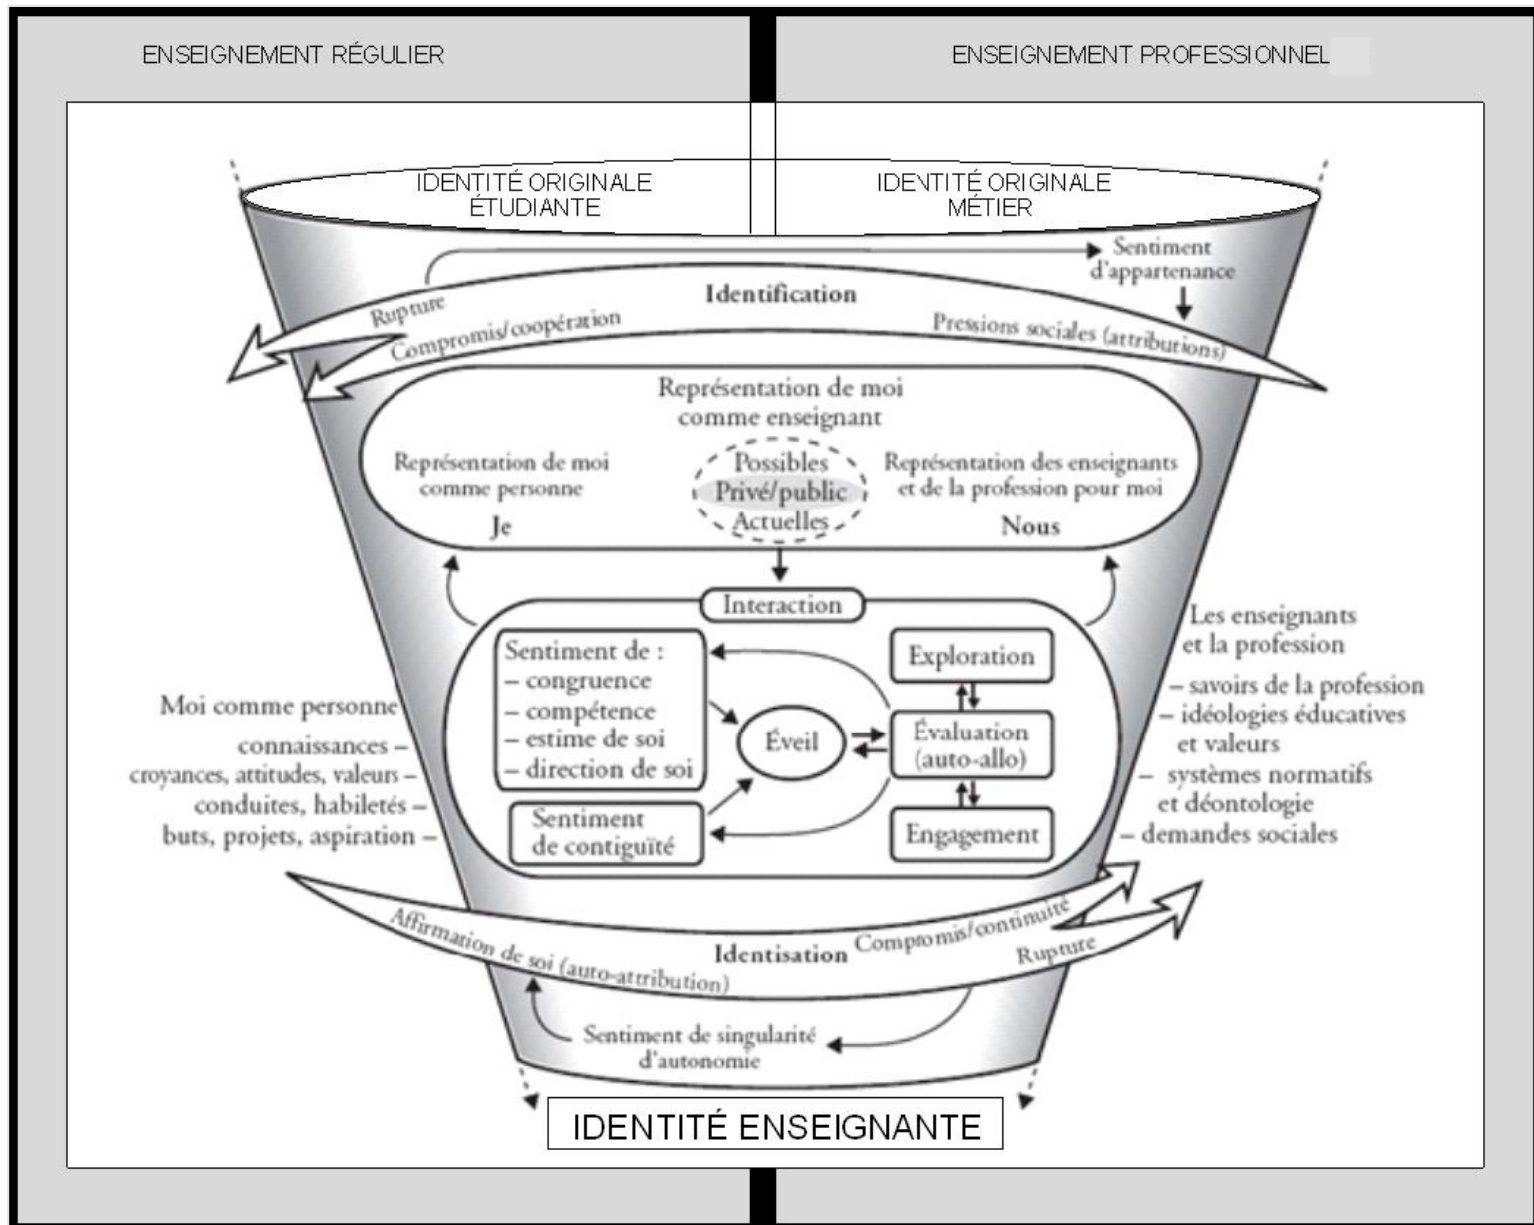 ENSEIGNEMENT RÉGULIER
ENSEIGNEMENT PROFESSIONNEL
IDENTITÉ ORIGINALE
ÉTUDIANTE
IDENTITÉ ORIGINALE
MÉTIER
Sentiment
d'appartenance
Rupture
Identification
Compromis/coopération
Pressions sociales (attributions)
Représentation de moi
comme enseignant
Représentation de moi
comme personne
Je
Possibles
Privé/public
Actuelles
Représentation des enseignants
et de la profession pour moi
Nous
Interaction
Sentiment de :
– congruence
– compétence
– estime de soi
– direction de soi
Sentiment
de contiguïté
Éveil
Exploration
Évaluation
(auto-allo)
Engagement
Moi comme personne
connaissances –
croyances, attitudes, valeurs –
conduites, habiletés –
buts, projets, aspiration –
Les enseignants
et la profession
– savoirs de la profession
– idéologies éducatives
et valeurs
– systèmes normatifs
et déontologie
– demandes sociales
Affirmation de soi (auto-attribution)
Identisation
Compromis/continuité
Rupture
Sentiment de singularité
d'autonomie
IDENTITÉ ENSEIGNANTE